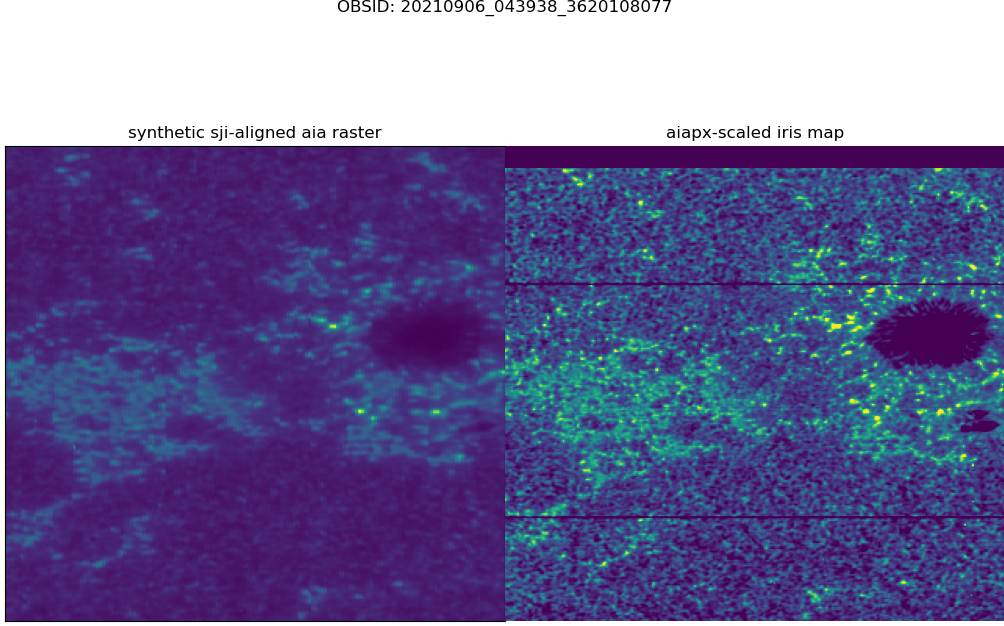 OBSID: 20210906_043938_3620108077
synthetic sji-aligned aia raster
aiapx-scaled iris map